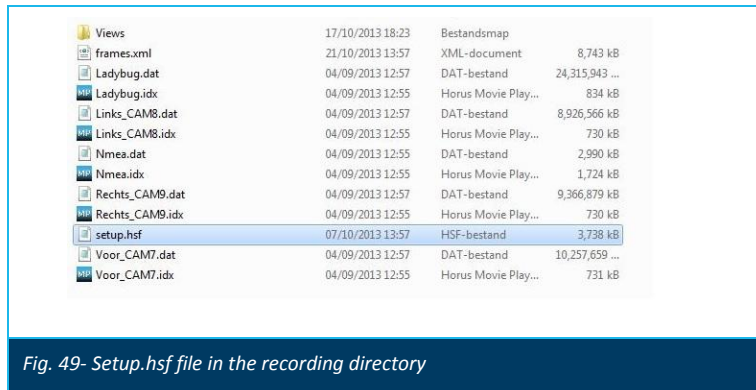 Views 17/10/2013 18:23 Bestandsmap
frames.xml 21/10/2013 13:57 XML-document 8,743 kB
Ladybug.dat 04/09/2013 12:57 DAT-bestand 24,315,943 ...
MP Ladybug.idx 04/09/2013 12:55 Horus Movie Play... 834 kB
Links_CAM8.dat 04/09/2013 12:57 DAT-bestand 8,926,566 kB
MP Links_CAM8.idx 04/09/2013 12:55 Horus Movie Play... 730 kB
Nmea.dat 04/09/2013 12:55 DAT-bestand 2,990 kB
MP Nmea.idx 04/09/2013 12:55 Horus Movie Play... 1,724 kB
Rechts_CAM9.dat 04/09/2013 12:57 DAT-bestand 9,366,879 kB
MP Rechts_CAM9.idx 04/09/2013 12:55 Horus Movie Play... 730 kB
setup.hsf 07/10/2013 13:57 HSF-bestand 3,738 kB
Voor_CAM7.dat 04/09/2013 12:57 DAT-bestand 10,257,659 ...
MP Voor_CAM7.idx 04/09/2013 12:55 Horus Movie Play... 731 kB
Fig. 49- Setup.hsf file in the recording directory